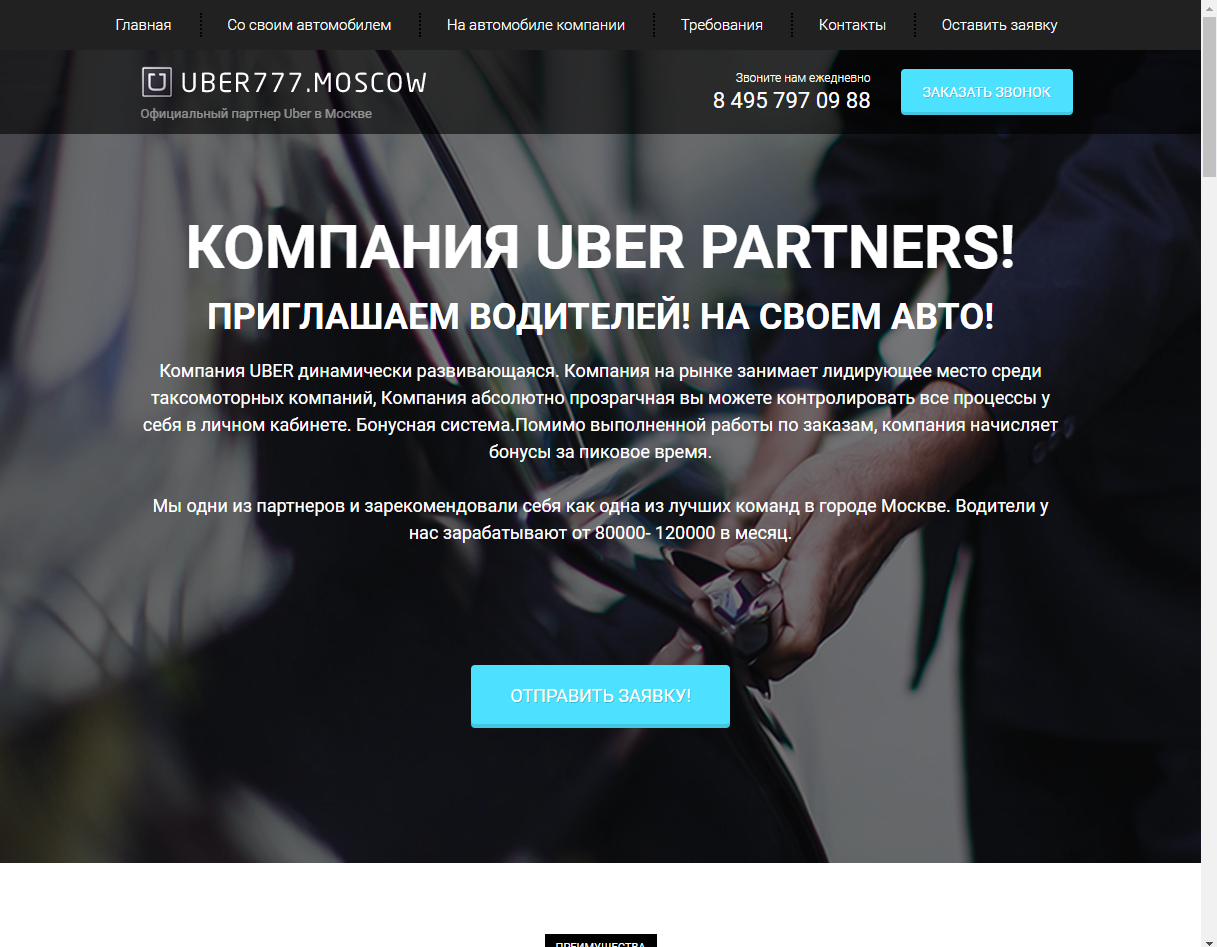 Главная
Со своим автомобилем
На автомобиле компании
Требования
Контакты
Оставить заявку
UBER777.MOSCOW
Официальный партнер Uber в Москве
Звоните нам ежедневно
8 495 797 09 88
ЗАКАЗАТЬ ЗВОНОК
КОМПАНИЯ UBER PARTNERS!
ПРИГЛАШАЕМ ВОДИТЕЛЕЙ! НА СВОЕМ АВТО!
Компания UBER динамически развивающаяся. Компания на рынке занимает лидирующее место среди
таксомоторных компаний, Компания абсолютно прозрагчная вы можете контролировать все процессы у
себя в личном кабинете. Бонусная система.Помимо выполненной работы по заказам, компания начисляет
бонусы за пиковое время.
Мы одни из партнеров и зарекомендовали себя как одна из лучших команд в городе Москве. Водители у
нас зарабатывают от 80000- 120000 в месяц.
ОТПРАВИТЬ ЗАЯВКУ!
ПРЕИМУЩЕСТВА